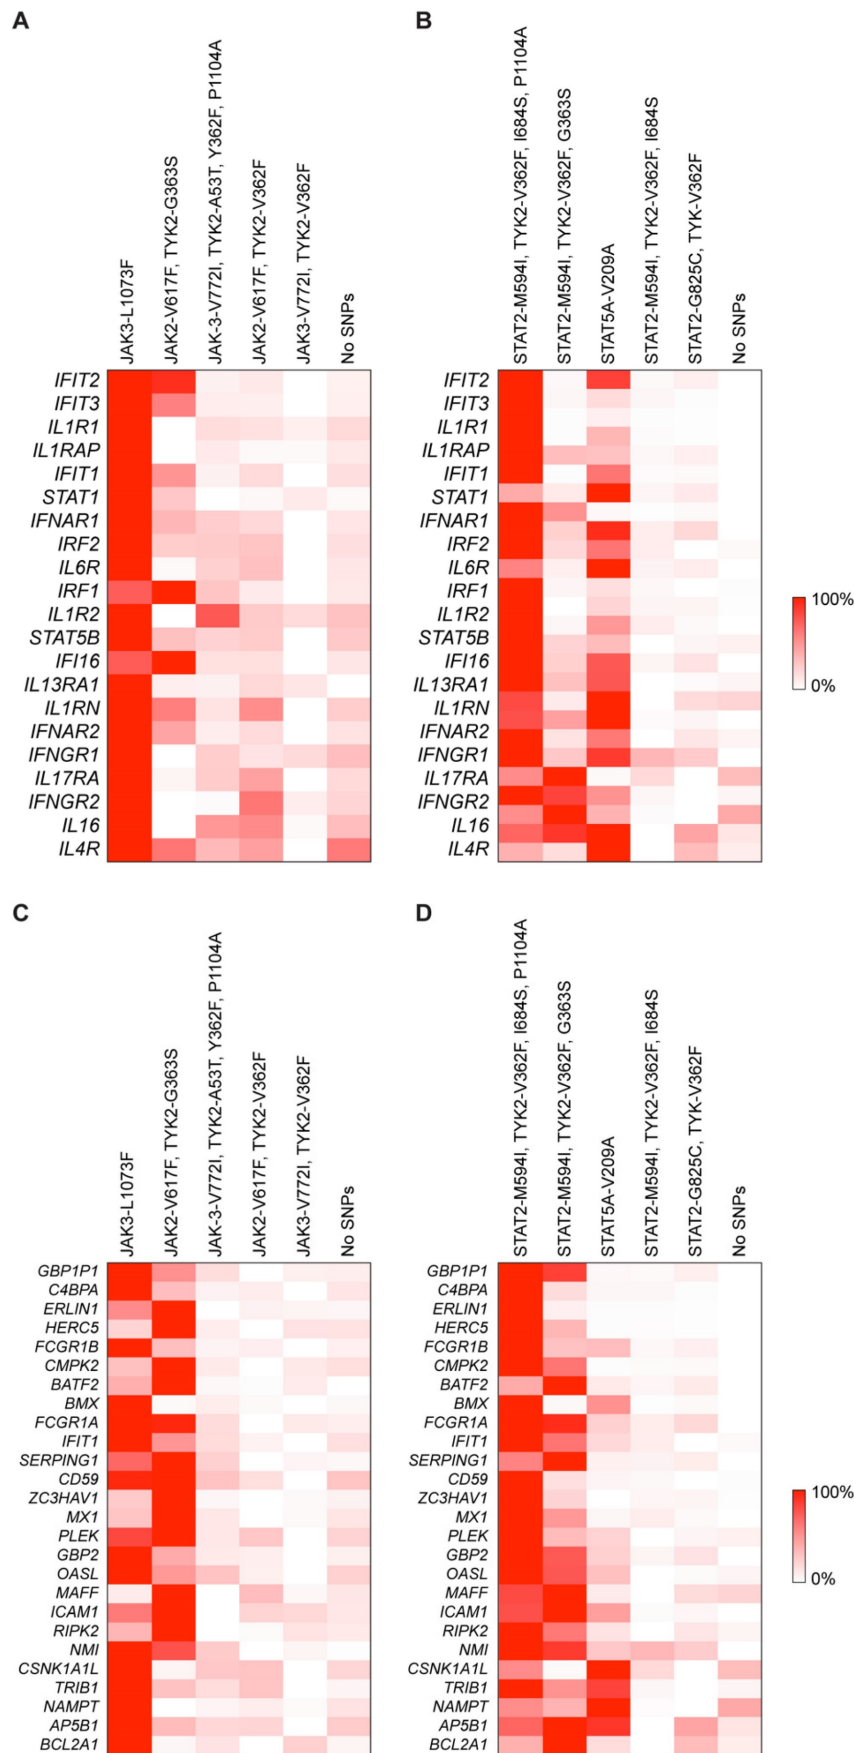 A
JAK3-L1073F
JAK2-V617F, TYK2-G363S
JAK-3-V772I, TYK2-A53T, Y362F, P1104A
JAK2-V617F, TYK2-V362F
JAK3-V772I, TYK2-V362F
No SNPs
IFIT2
IFIT3
IL1R1
IL1RAP
IFIT1
STAT1
IFNAR1
IRF2
IL6R
IRF1
IL1R2
STAT5B
IFI16
IL13RA1
IL1RN
IFNAR2
IFNGR1
IL17RA
IFNGR2
IL16
IL4R
B
STAT2-M594I, TYK2-V362F, I684S, P1104A
STAT2-M594I, TYK2-V362F, G363S
STAT5A-V209A
STAT2-M594I, TYK2-V362F, I684S
STAT2-G825C, TYK-V362F
No SNPs
IFIT2
IFIT3
IL1R1
IL1RAP
IFIT1
STAT1
IFNAR1
IRF2
IL6R
IRF1
IL1R2
STAT5B
IFI16
IL13RA1
IL1RN
IFNAR2
IFNGR1
IL17RA
IFNGR2
IL16
IL4R
100%
0%
C
JAK3-L1073F
JAK2-V617F, TYK2-G363S
JAK-3-V772I, TYK2-A53T, Y362F, P1104A
JAK2-V617F, TYK2-V362F
JAK3-V772I, TYK2-V362F
No SNPs
GBP1P1
C4BPA
ERLIN1
HERC5
FCGR1B
CMPK2
BATF2
BMX
FCGR1A
IFIT1
SERPING1
CD59
ZC3HAV1
MX1
PLEK
GBP2
OASL
MAFF
ICAM1
RIPK2
NMI
CSNK1A1L
TRIB1
NAMPT
AP5B1
BCL2A1
D
STAT2-M594I, TYK2-V362F, I684S, P1104A
STAT2-M594I, TYK2-V362F, G363S
STAT5A-V209A
STAT2-M594I, TYK2-V362F, I684S
STAT2-G825C, TYK-V362F
No SNPs
GBP1P1
C4BPA
ERLIN1
HERC5
FCGR1B
CMPK2
BATF2
BMX
FCGR1A
IFIT1
SERPING1
CD59
ZC3HAV1
MX1
PLEK
GBP2
OASL
MAFF
ICAM1
RIPK2
NMI
CSNK1A1L
TRIB1
NAMPT
AP5B1
BCL2A1
100%
0%